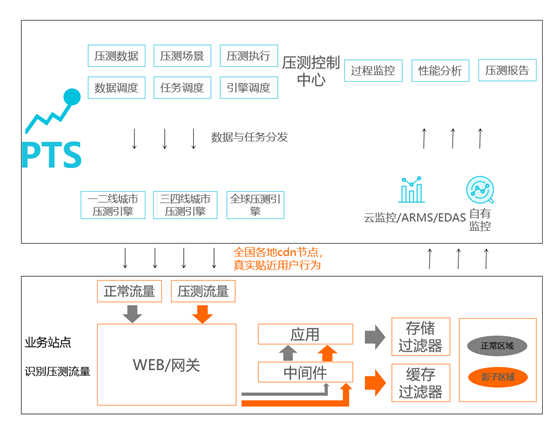 压测数据 压测场景 压测执行
数据调度 任务调度 引擎调度
压测控制
中心
过程监控 性能分析 压测报告
PTS
数据与任务分发
一二线城市
压测引擎
三四线城市
压测引擎
全球压测引
擎
云监控/ARMS/EDAS
自有
监控
全国各地cdn节点,
真实贴近用户行为
正常流量 压测流量
业务站点
识别压测流量
WEB/网关
应用
中间件
存储
过滤器
缓存
过滤器
正常区域
影子区域